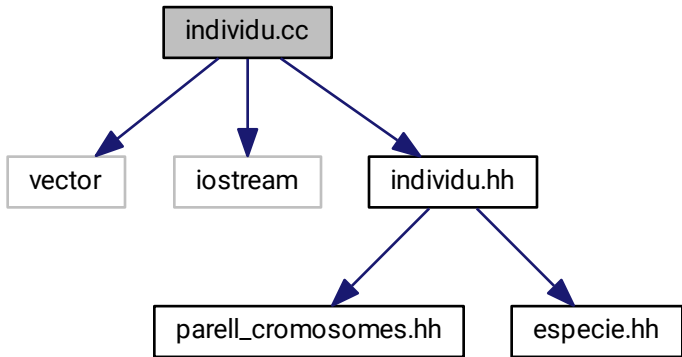 individu.cc
vector
iostream
individu.hh
parell_cromosomes.hh
especie.hh